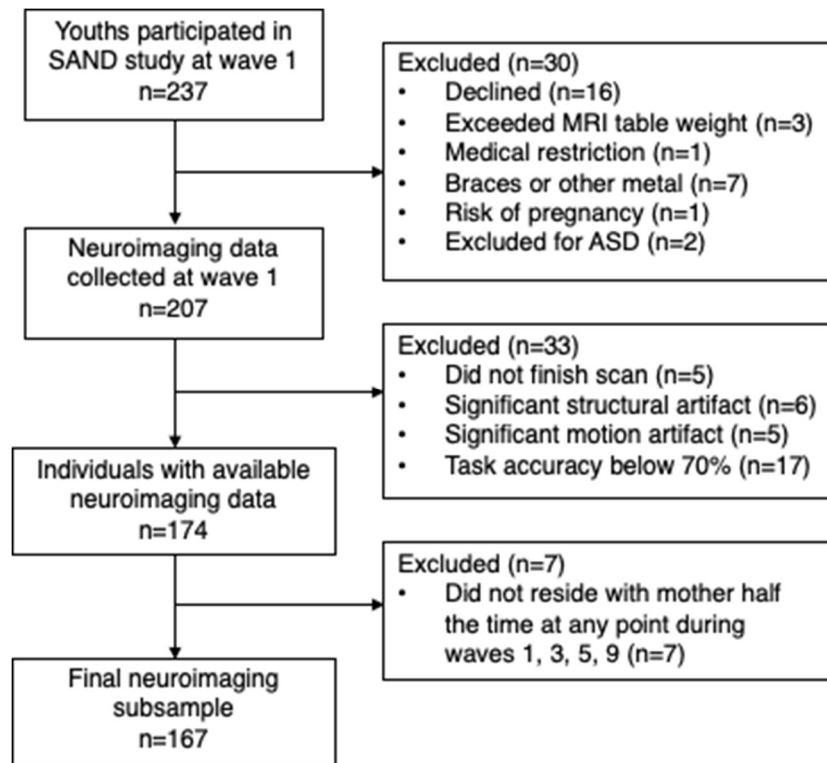 Youths participated in
SAND study at wave 1
n=237
Excluded (n=30)
• Declined (n=16)
• Exceeded MRI table weight (n=3)
• Medical restriction (n=1)
• Braces or other metal (n=7)
• Risk of pregnancy (n=1)
• Excluded for ASD (n=2)
Neuroimaging data
collected at wave 1
n=207
Excluded (n=33)
• Did not finish scan (n=5)
• Significant structural artifact (n=6)
• Significant motion artifact (n=5)
• Task accuracy below 70% (n=17)
Individuals with available
neuroimaging data
n=174
Excluded (n=7)
• Did not reside with mother half
the time at any point during
waves 1, 3, 5, 9 (n=7)
Final neuroimaging
subsample
n=167